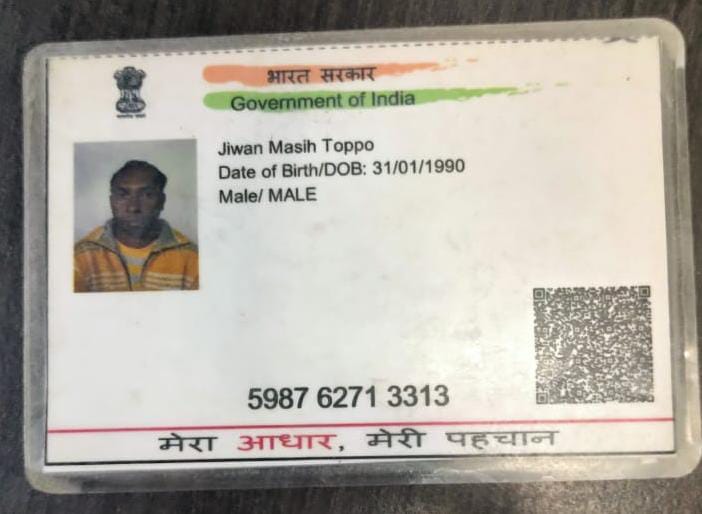 भारत सरकार
Government of India
Jiwan Masih Toppo
Date of Birth/DOB: 31/01/1990
Male/ MALE
5987 6271 3313
मेरा आधार, मेरी पहचान